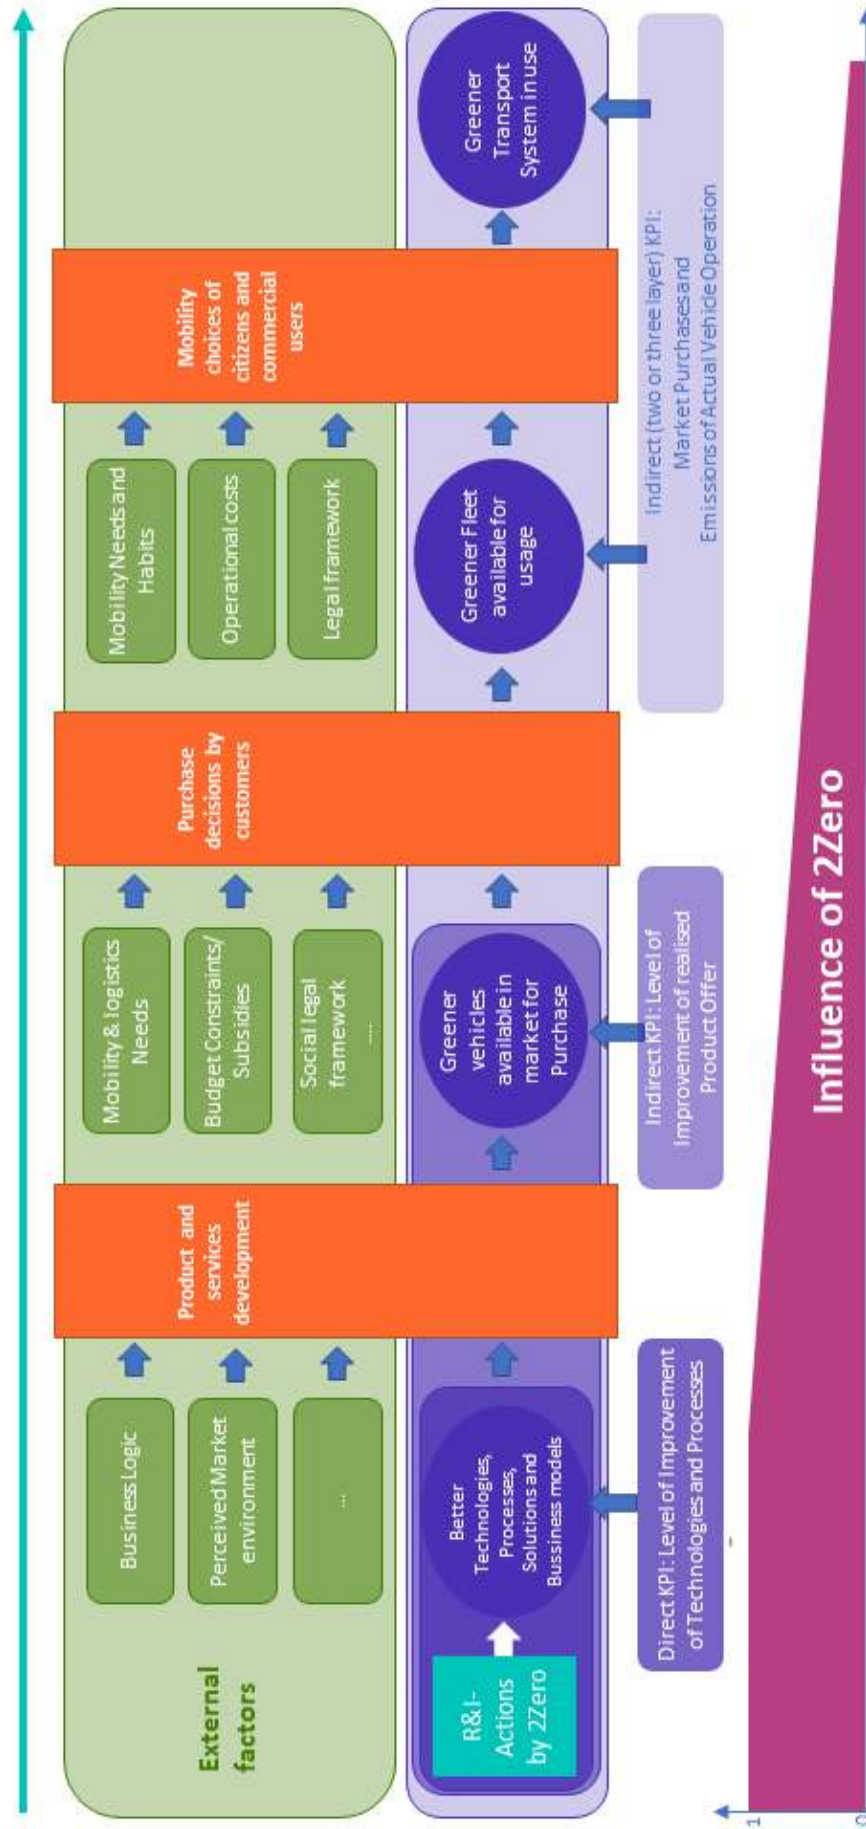 External
factors
Business Logic
Perceived Market
environment
...
Product and
services
development
Mobility & logistics
Needs
Budget Constraints/
Subsidies
Social legal
framework
....
Purchase
decisions by
customers
Mobility Needs and
Habits
Operational costs
Legal framework
Mobility
choices of
citizens and
commercial
users
R&I-
Actions
by 2Zero
Better
Technologies,
Processes,
Solutions and
Bussiness models
Greener
vehicles
available in
market for
Purchase
Greener Fleet
available for
usage
Greener
Transport
System in use
Direct KPI: Level of Improvement
of Technologies and Processes
Indirect KPI: Level of
Improvement of realised
Product Offer
Indirect (two or three layer) KPI:
Market Purchases and
Emissions of Actual Vehicle Operation
1
0
Influence of 2Zero